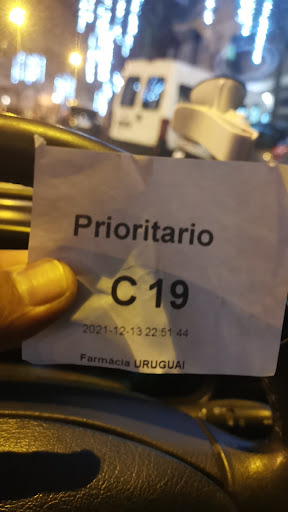 Prioritario
C 19
2021-12-13 22:51:44
Farmacia URUGUAI